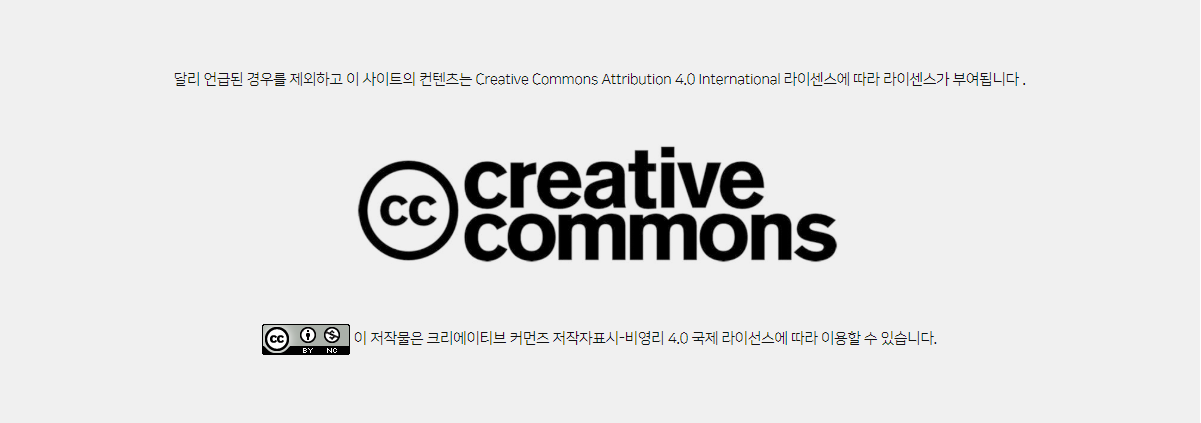 달리 언급된 경우를 제외하고 이 사이트의 컨텐츠는 Creative Commons Attribution 4.0 International 라이센스에 따라 라이센스가 부여됩니다 .
cc creative
commons
cc BY NC 이 저작물은 크리에이티브 커먼즈 저작자표시-비영리 4.0 국제 라이선스에 따라 이용할 수 있습니다.